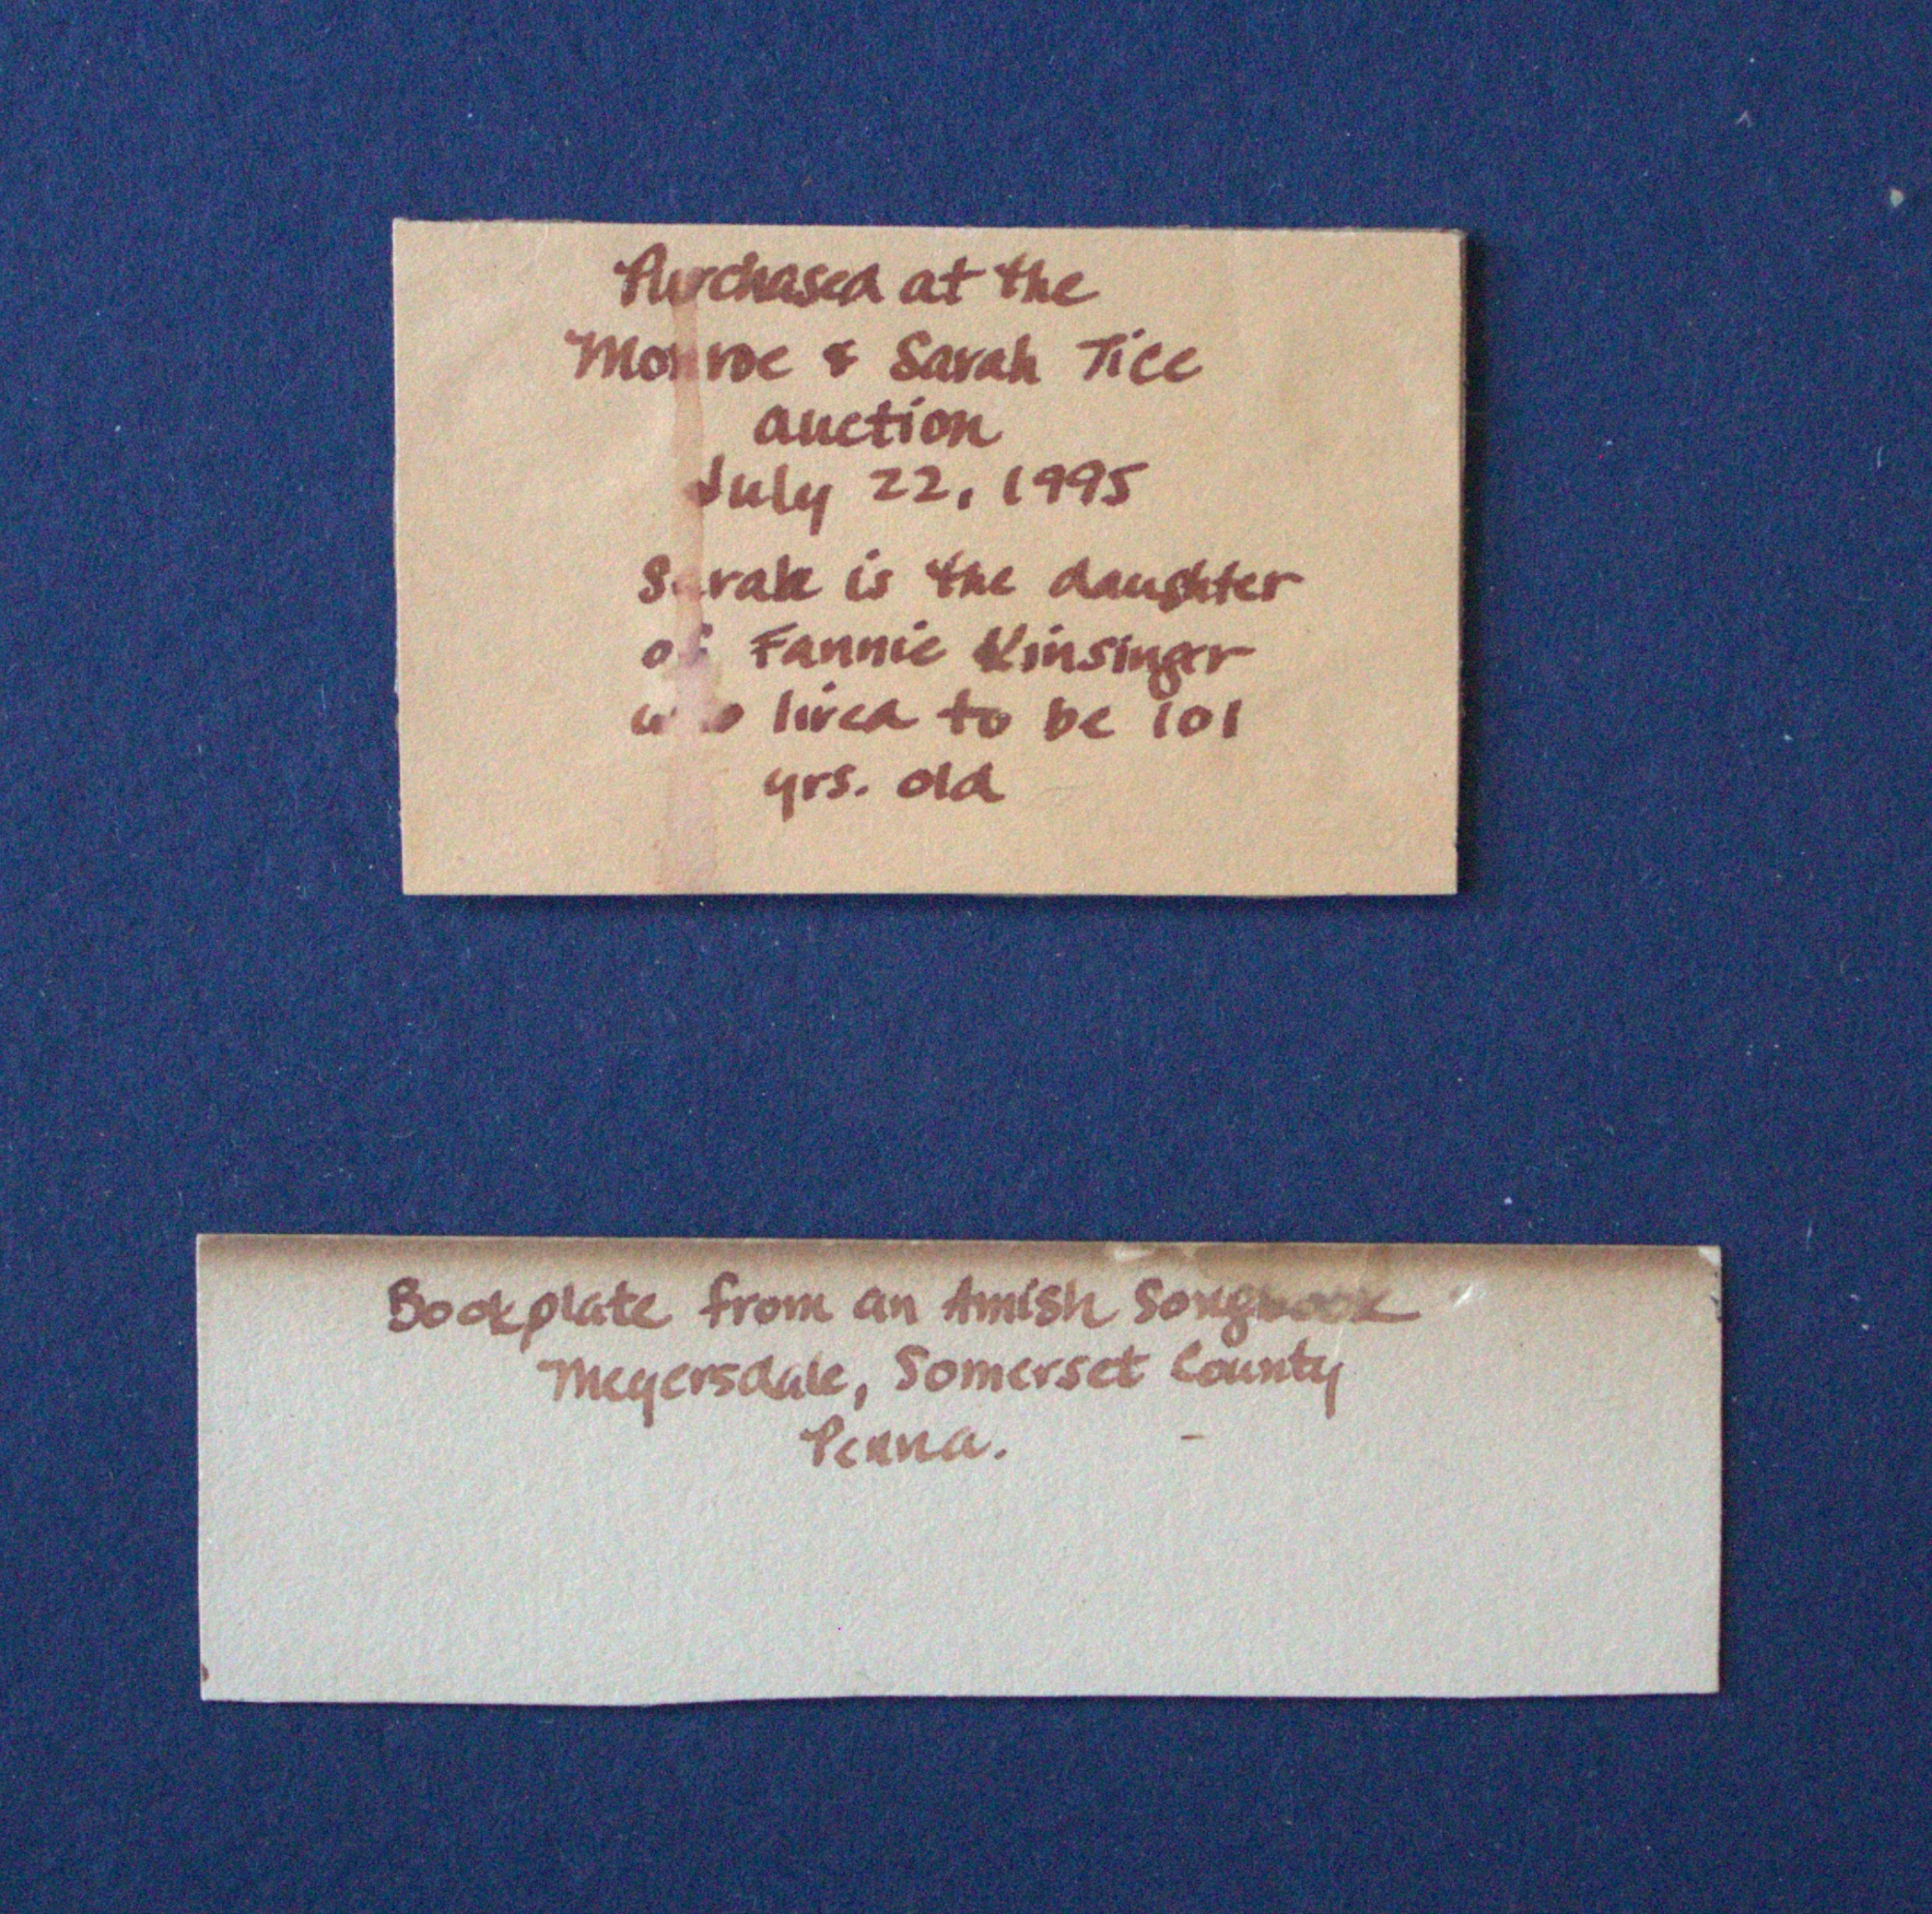 Purchased at the
Monroe & Sarah Tice
auction
July 22, 1995
Sarah is the daughter
of Fannie Kinsinger
who lived to be 101
yrs. old
Bookplate from an Amish Songbook
Meyersdale, Somerset County
Penna.